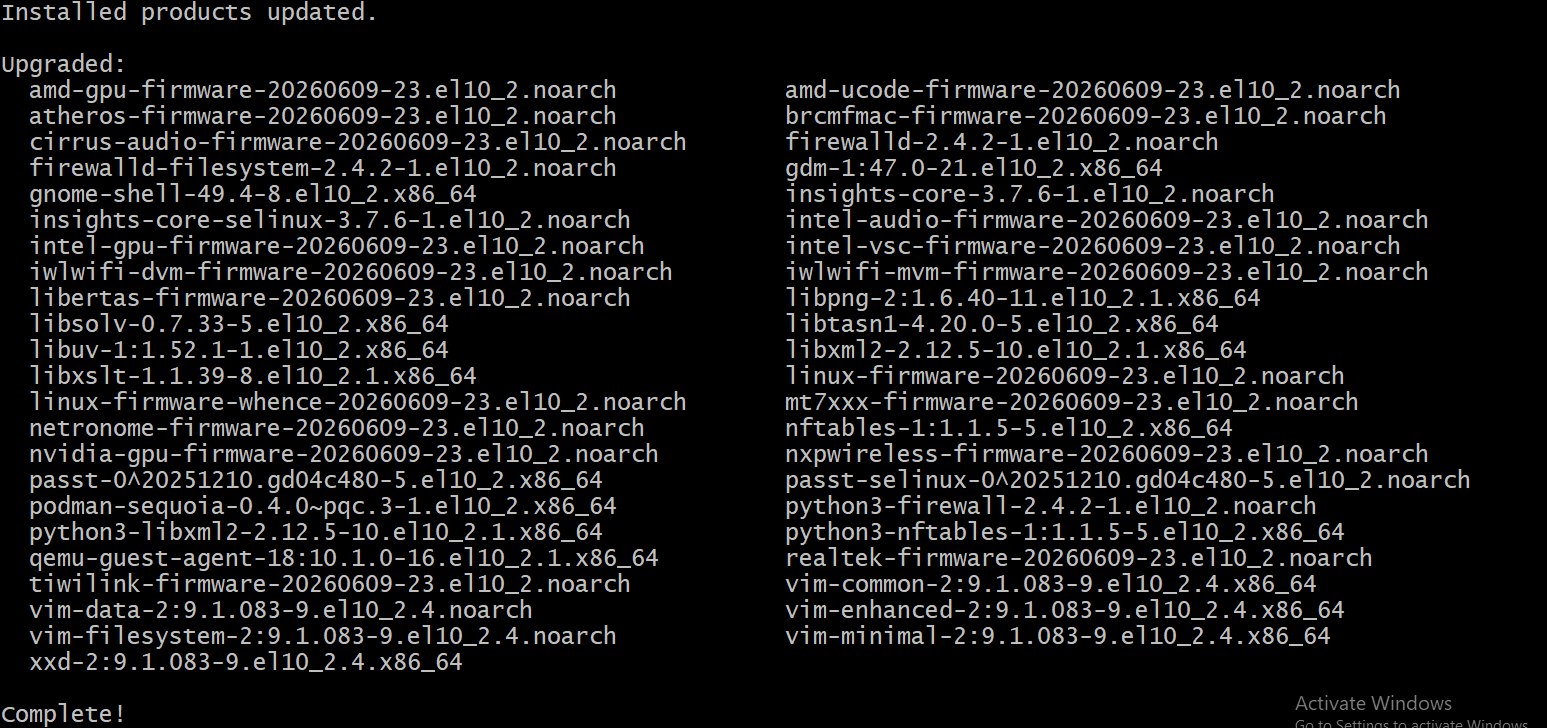 Installed products updated.
Upgraded:
amd-gpu-firmware-20260609-23.el10_2.noarch amd-ucode-firmware-20260609-23.el10_2.noarch
atheros-firmware-20260609-23.el10_2.noarch brcmfmac-firmware-20260609-23.el10_2.noarch
cirrus-audio-firmware-20260609-23.el10_2.noarch firewalld-2.4.2-1.el10_2.noarch
firewalld-filesystem-2.4.2-1.el10_2.noarch gdm-1:47.0-21.el10_2.x86_64
gnome-shell-49.4-8.el10_2.x86_64 insights-core-3.7.6-1.el10_2.noarch
insights-core-selinux-3.7.6-1.el10_2.noarch intel-audio-firmware-20260609-23.el10_2.noarch
intel-gpu-firmware-20260609-23.el10_2.noarch intel-vsc-firmware-20260609-23.el10_2.noarch
iwlwifi-dvm-firmware-20260609-23.el10_2.noarch iwlwifi-mvm-firmware-20260609-23.el10_2.noarch
libertas-firmware-20260609-23.el10_2.noarch libpng-2:1.6.40-11.el10_2.1.x86_64
libsolv-0.7.33-5.el10_2.x86_64 libtasn1-4.20.0-5.el10_2.x86_64
libuv-1:1.52.1-1.el10_2.x86_64 libxml2-2.12.5-10.el10_2.1.x86_64
libxslt-1.1.39-8.el10_2.1.x86_64 linux-firmware-20260609-23.el10_2.noarch
linux-firmware-whence-20260609-23.el10_2.noarch mt7xxx-firmware-20260609-23.el10_2.noarch
netronome-firmware-20260609-23.el10_2.noarch nftables-1:1.1.5-5.el10_2.x86_64
nvidia-gpu-firmware-20260609-23.el10_2.noarch nxpwireless-firmware-20260609-23.el10_2.noarch
passt-0^20251210.gd04c480-5.el10_2.x86_64 passt-selinux-0^20251210.gd04c480-5.el10_2.noarch
podman-sequoia-0.4.0~pqc.3-1.el10_2.x86_64 python3-firewall-2.4.2-1.el10_2.noarch
python3-libxml2-2.12.5-10.el10_2.1.x86_64 python3-nftables-1:1.1.5-5.el10_2.x86_64
qemu-guest-agent-18:10.1.0-16.el10_2.1.x86_64 realtek-firmware-20260609-23.el10_2.noarch
tiwilink-firmware-20260609-23.el10_2.noarch vim-common-2:9.1.083-9.el10_2.4.x86_64
vim-data-2:9.1.083-9.el10_2.4.noarch vim-enhanced-2:9.1.083-9.el10_2.4.x86_64
vim-filesystem-2:9.1.083-9.el10_2.4.noarch vim-minimal-2:9.1.083-9.el10_2.4.x86_64
xxd-2:9.1.083-9.el10_2.4.x86_64
Complete!
Activate Windows
Go to Settings to activate Windows.